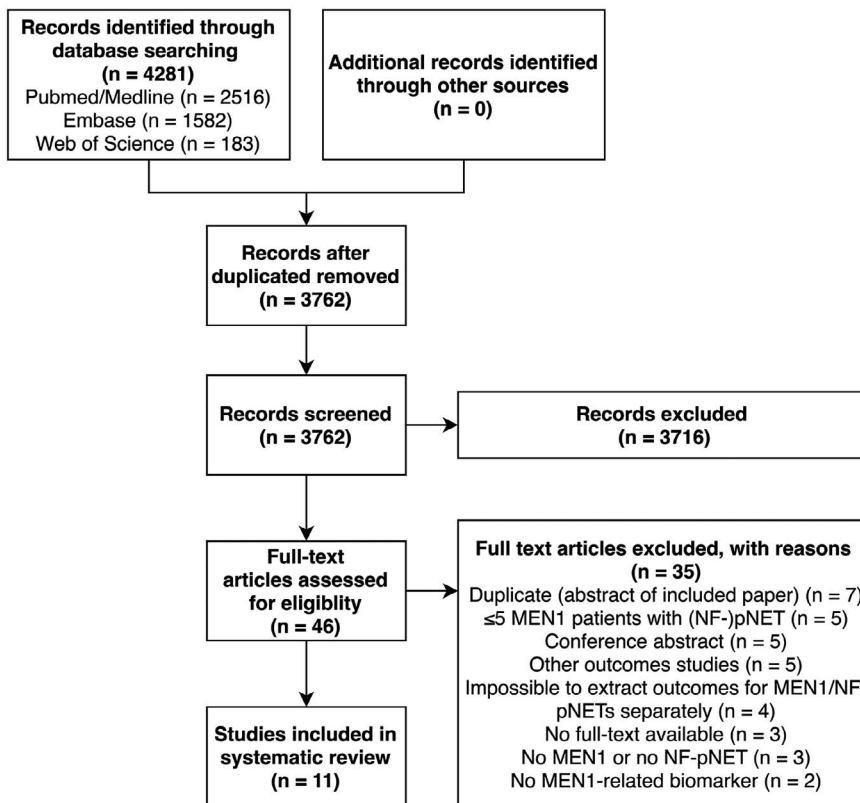 Records identified through
database searching
(n = 4281)
Pubmed/Medline (n = 2516)
Embase (n = 1582)
Web of Science (n = 183)
Additional records identified
through other sources
(n = 0)
Records after
duplicated removed
(n = 3762)
Records screened
(n = 3762)
Records excluded
(n = 3716)
Full-text
articles assessed
for eligiblity
(n = 46)
Full text articles excluded, with reasons
(n = 35)
Duplicate (abstract of included paper) (n = 7)
≤5 MEN1 patients with (NF-)pNET (n = 5)
Conference abstract (n = 5)
Other outcomes studies (n = 5)
Impossible to extract outcomes for MEN1/NF
pNETs separately (n = 4)
No full-text available (n = 3)
No MEN1 or no NF-pNET (n = 3)
No MEN1-related biomarker (n = 2)
Studies included in
systematic review
(n = 11)